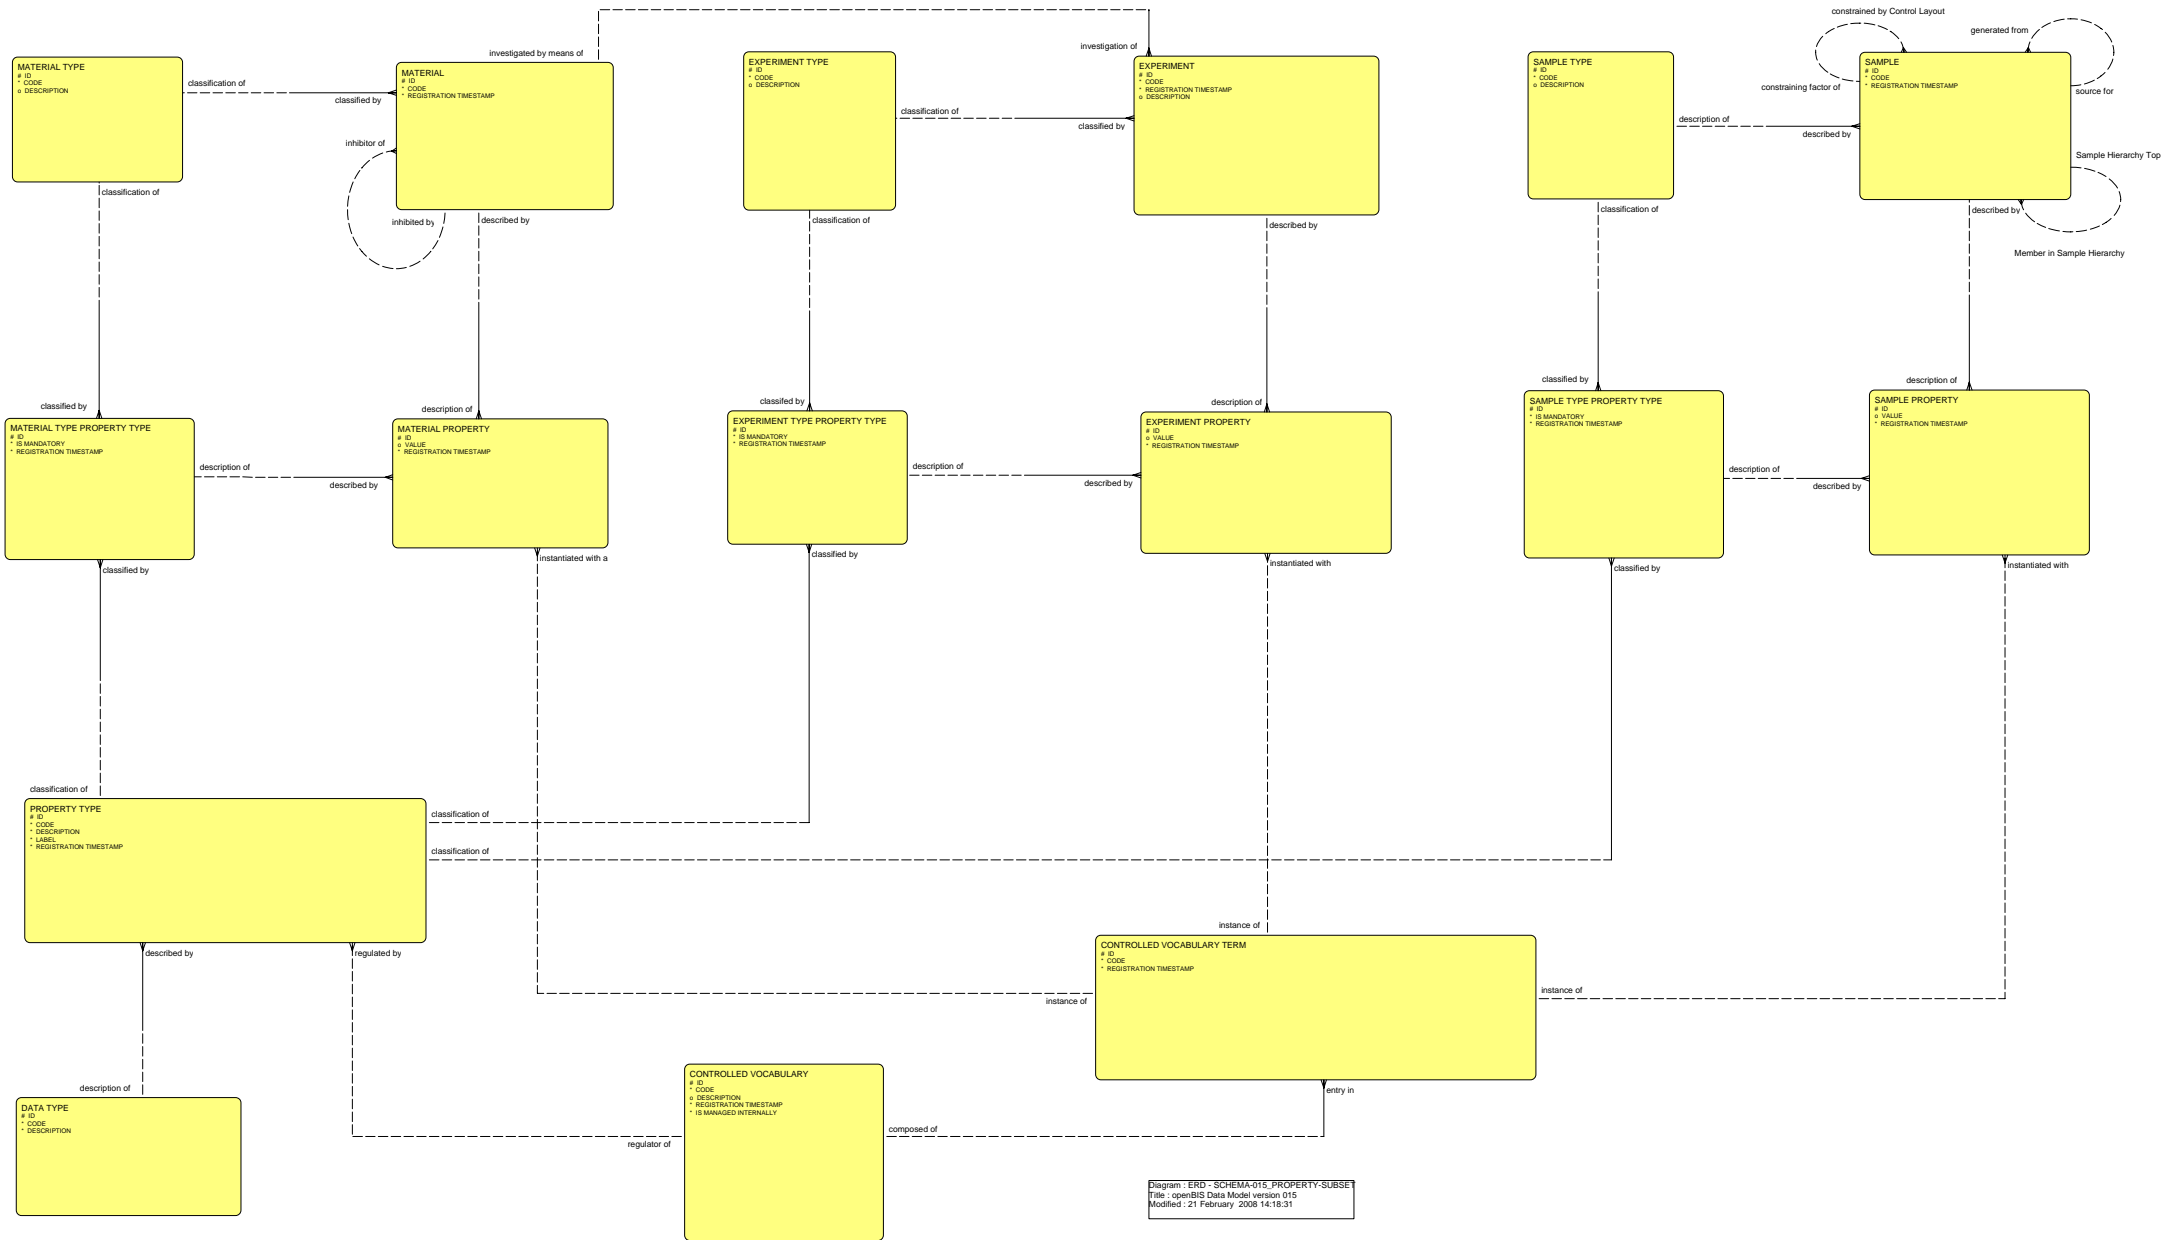 constrained by Control Layout
generated from
investigated by means of
investigation of
MATERIAL TYPE
# ID
* CODE
o DESCRIPTION
classification of
classified by
MATERIAL
# ID
* CODE
* REGISTRATION TIMESTAMP
EXPERIMENT TYPE
# ID
* CODE
o DESCRIPTION
classification of
classified by
EXPERIMENT
# ID
* CODE
* REGISTRATION TIMESTAMP
o DESCRIPTION
SAMPLE TYPE
# ID
* CODE
o DESCRIPTION
description of
described by
constraining factor of
SAMPLE
# ID
* CODE
* REGISTRATION TIMESTAMP
source for
Sample Hierarchy Top
Member in Sample Hierarchy
inhibitor of
inhibited by
classification of
described by
classification of
described by
classification of
described by
classified by
description of
classifed by
description of
classified by
description of
MATERIAL TYPE PROPERTY TYPE
# ID
* IS MANDATORY
* REGISTRATION TIMESTAMP
description of
described by
MATERIAL PROPERTY
# ID
o VALUE
* REGISTRATION TIMESTAMP
EXPERIMENT TYPE PROPERTY TYPE
# ID
* IS MANDATORY
* REGISTRATION TIMESTAMP
description of
described by
EXPERIMENT PROPERTY
# ID
o VALUE
* REGISTRATION TIMESTAMP
SAMPLE TYPE PROPERTY TYPE
# ID
* IS MANDATORY
* REGISTRATION TIMESTAMP
description of
described by
SAMPLE PROPERTY
# ID
o VALUE
* REGISTRATION TIMESTAMP
classified by
instantiated with a
classified by
instantiated with
classified by
instantiated with
classification of
PROPERTY TYPE
# ID
* CODE
* DESCRIPTION
* LABEL
* REGISTRATION TIMESTAMP
classification of
classification of
described by
regulated by
instance of
CONTROLLED VOCABULARY TERM
# ID
* CODE
* REGISTRATION TIMESTAMP
instance of
instance of
entry in
description of
DATA TYPE
# ID
* CODE
* DESCRIPTION
regulator of
CONTROLLED VOCABULARY
# ID
* CODE
o DESCRIPTION
* REGISTRATION TIMESTAMP
* IS MANAGED INTERNALLY
composed of
Diagram : ERD - SCHEMA-015_PROPERTY-SUBSET
Title : openBIS Data Model version 015
Modified : 21 February 2008 14:18:31